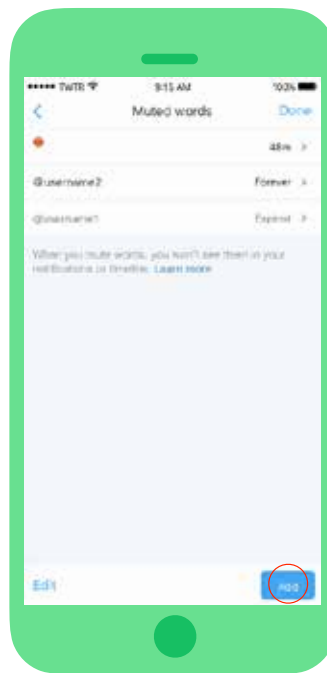 TWTR 9:15 AM 100%
Muted words Done
48m
@username2 Forever
@username1 Expired
When you mute words, you won't see them in your
notifications or timeline. Learn more
Edit Add